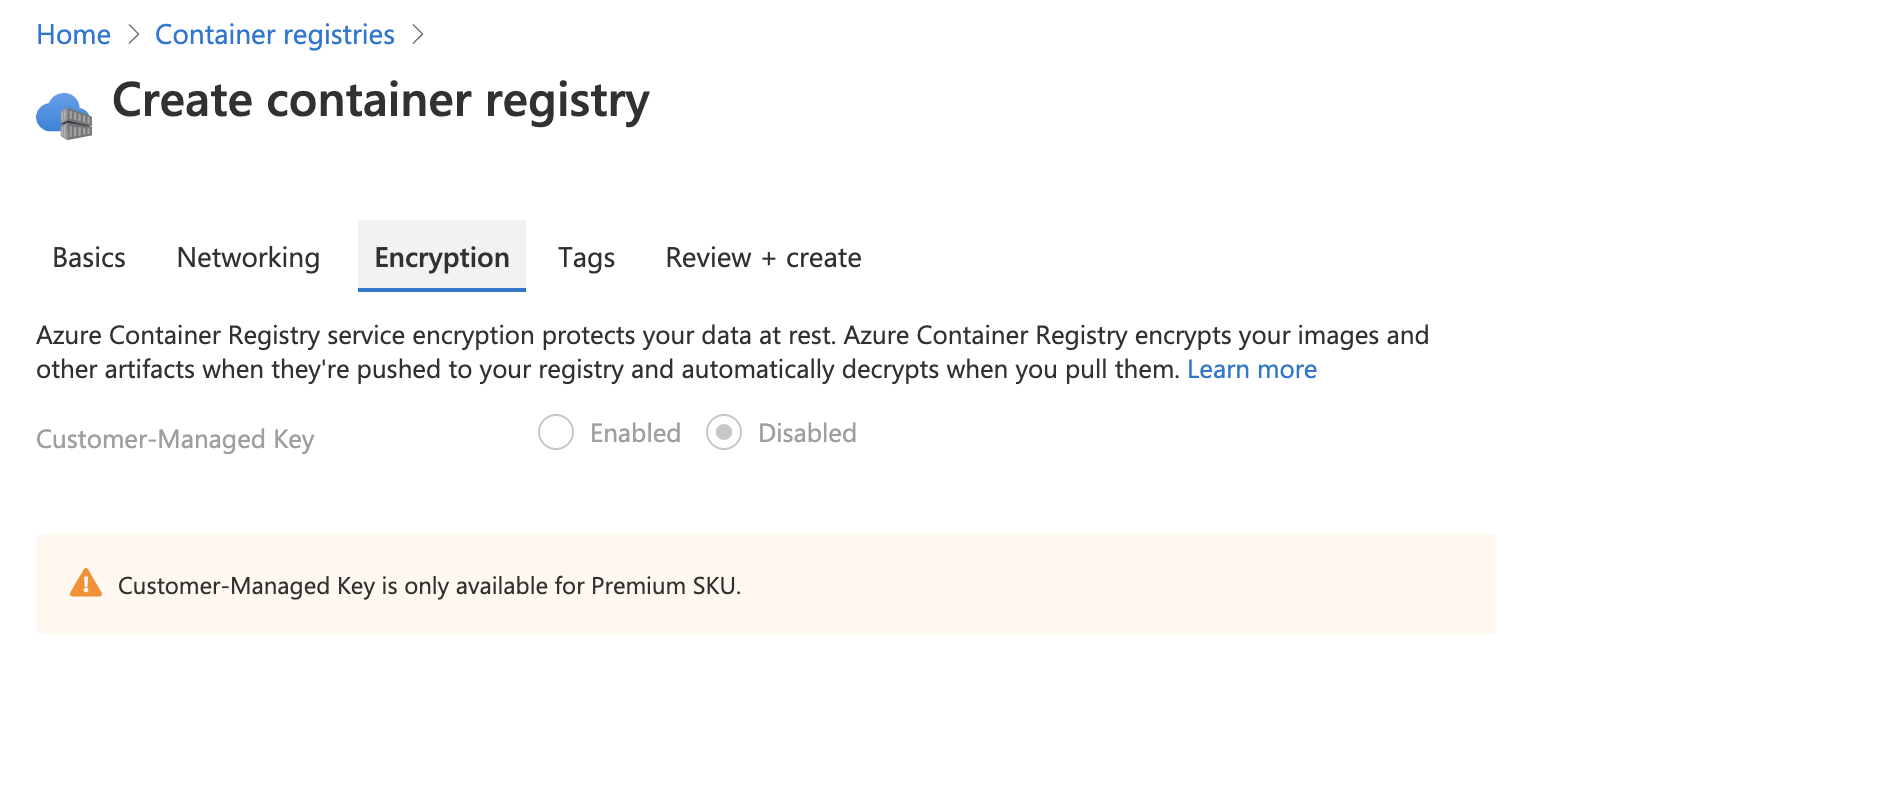 Home > Container registries >
Create container registry
Basics Networking Encryption Tags Review + create
Azure Container Registry service encryption protects your data at rest. Azure Container Registry encrypts your images and
other artifacts when they're pushed to your registry and automatically decrypts when you pull them. Learn more
Customer-Managed Key Enabled Disabled
Customer-Managed Key is only available for Premium SKU.